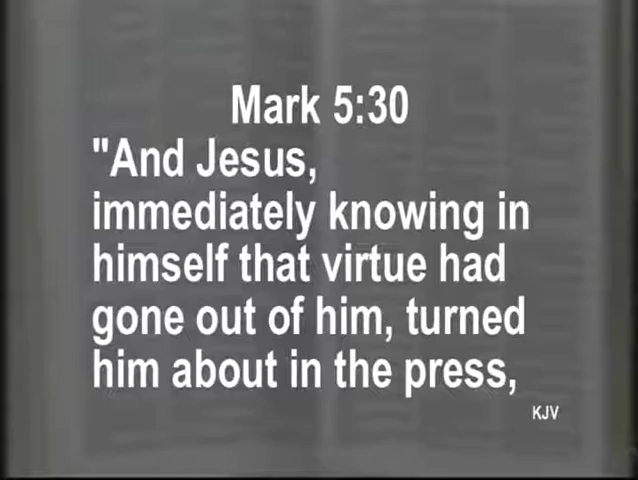 Mark 5:30
"And Jesus,
immediately knowing in
himself that virtue had
gone out of him, turned
him about in the press,
KJV